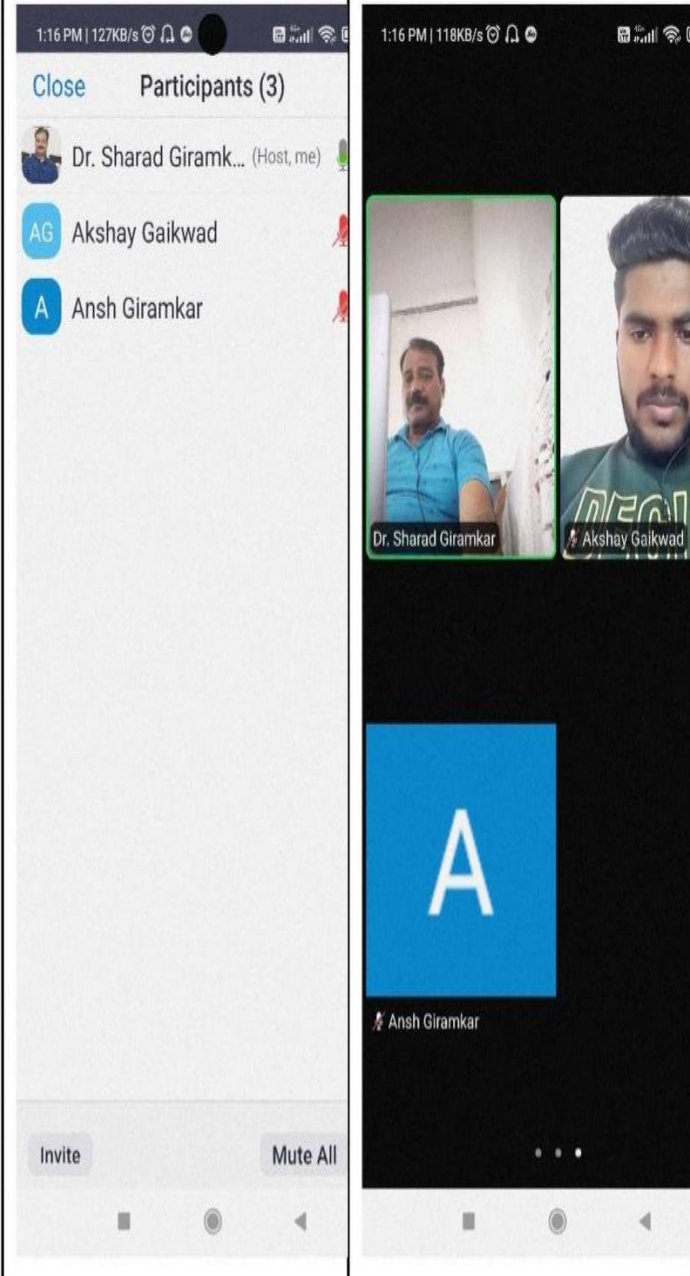 1:16 PM | 127KB/s
Close Participants (3)
Dr. Sharad Giramk... (Host, me)
AG Akshay Gaikwad
A Ansh Giramkar
Invite Mute All
1:16 PM | 118KB/s
Dr. Sharad Giramkar
Akshay Gaikwad
A
Ansh Giramkar